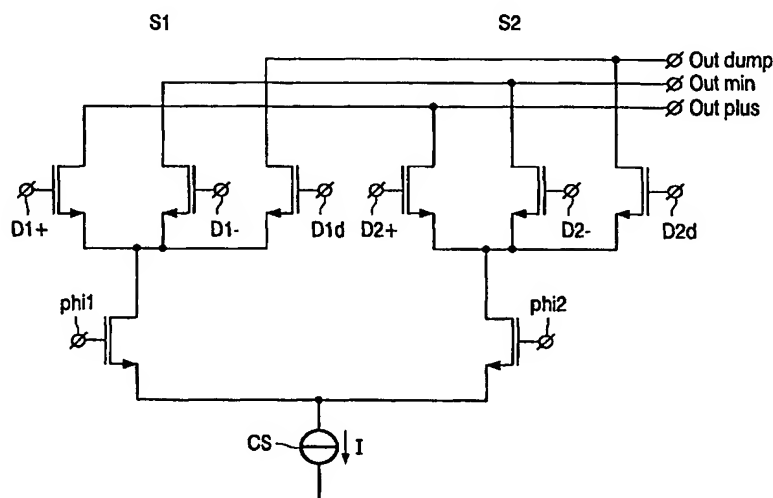 S1 S2
Out dump
Out min
Out plus
D1+ D1- D1d D2+ D2- D2d
phi1 phi2
CS I